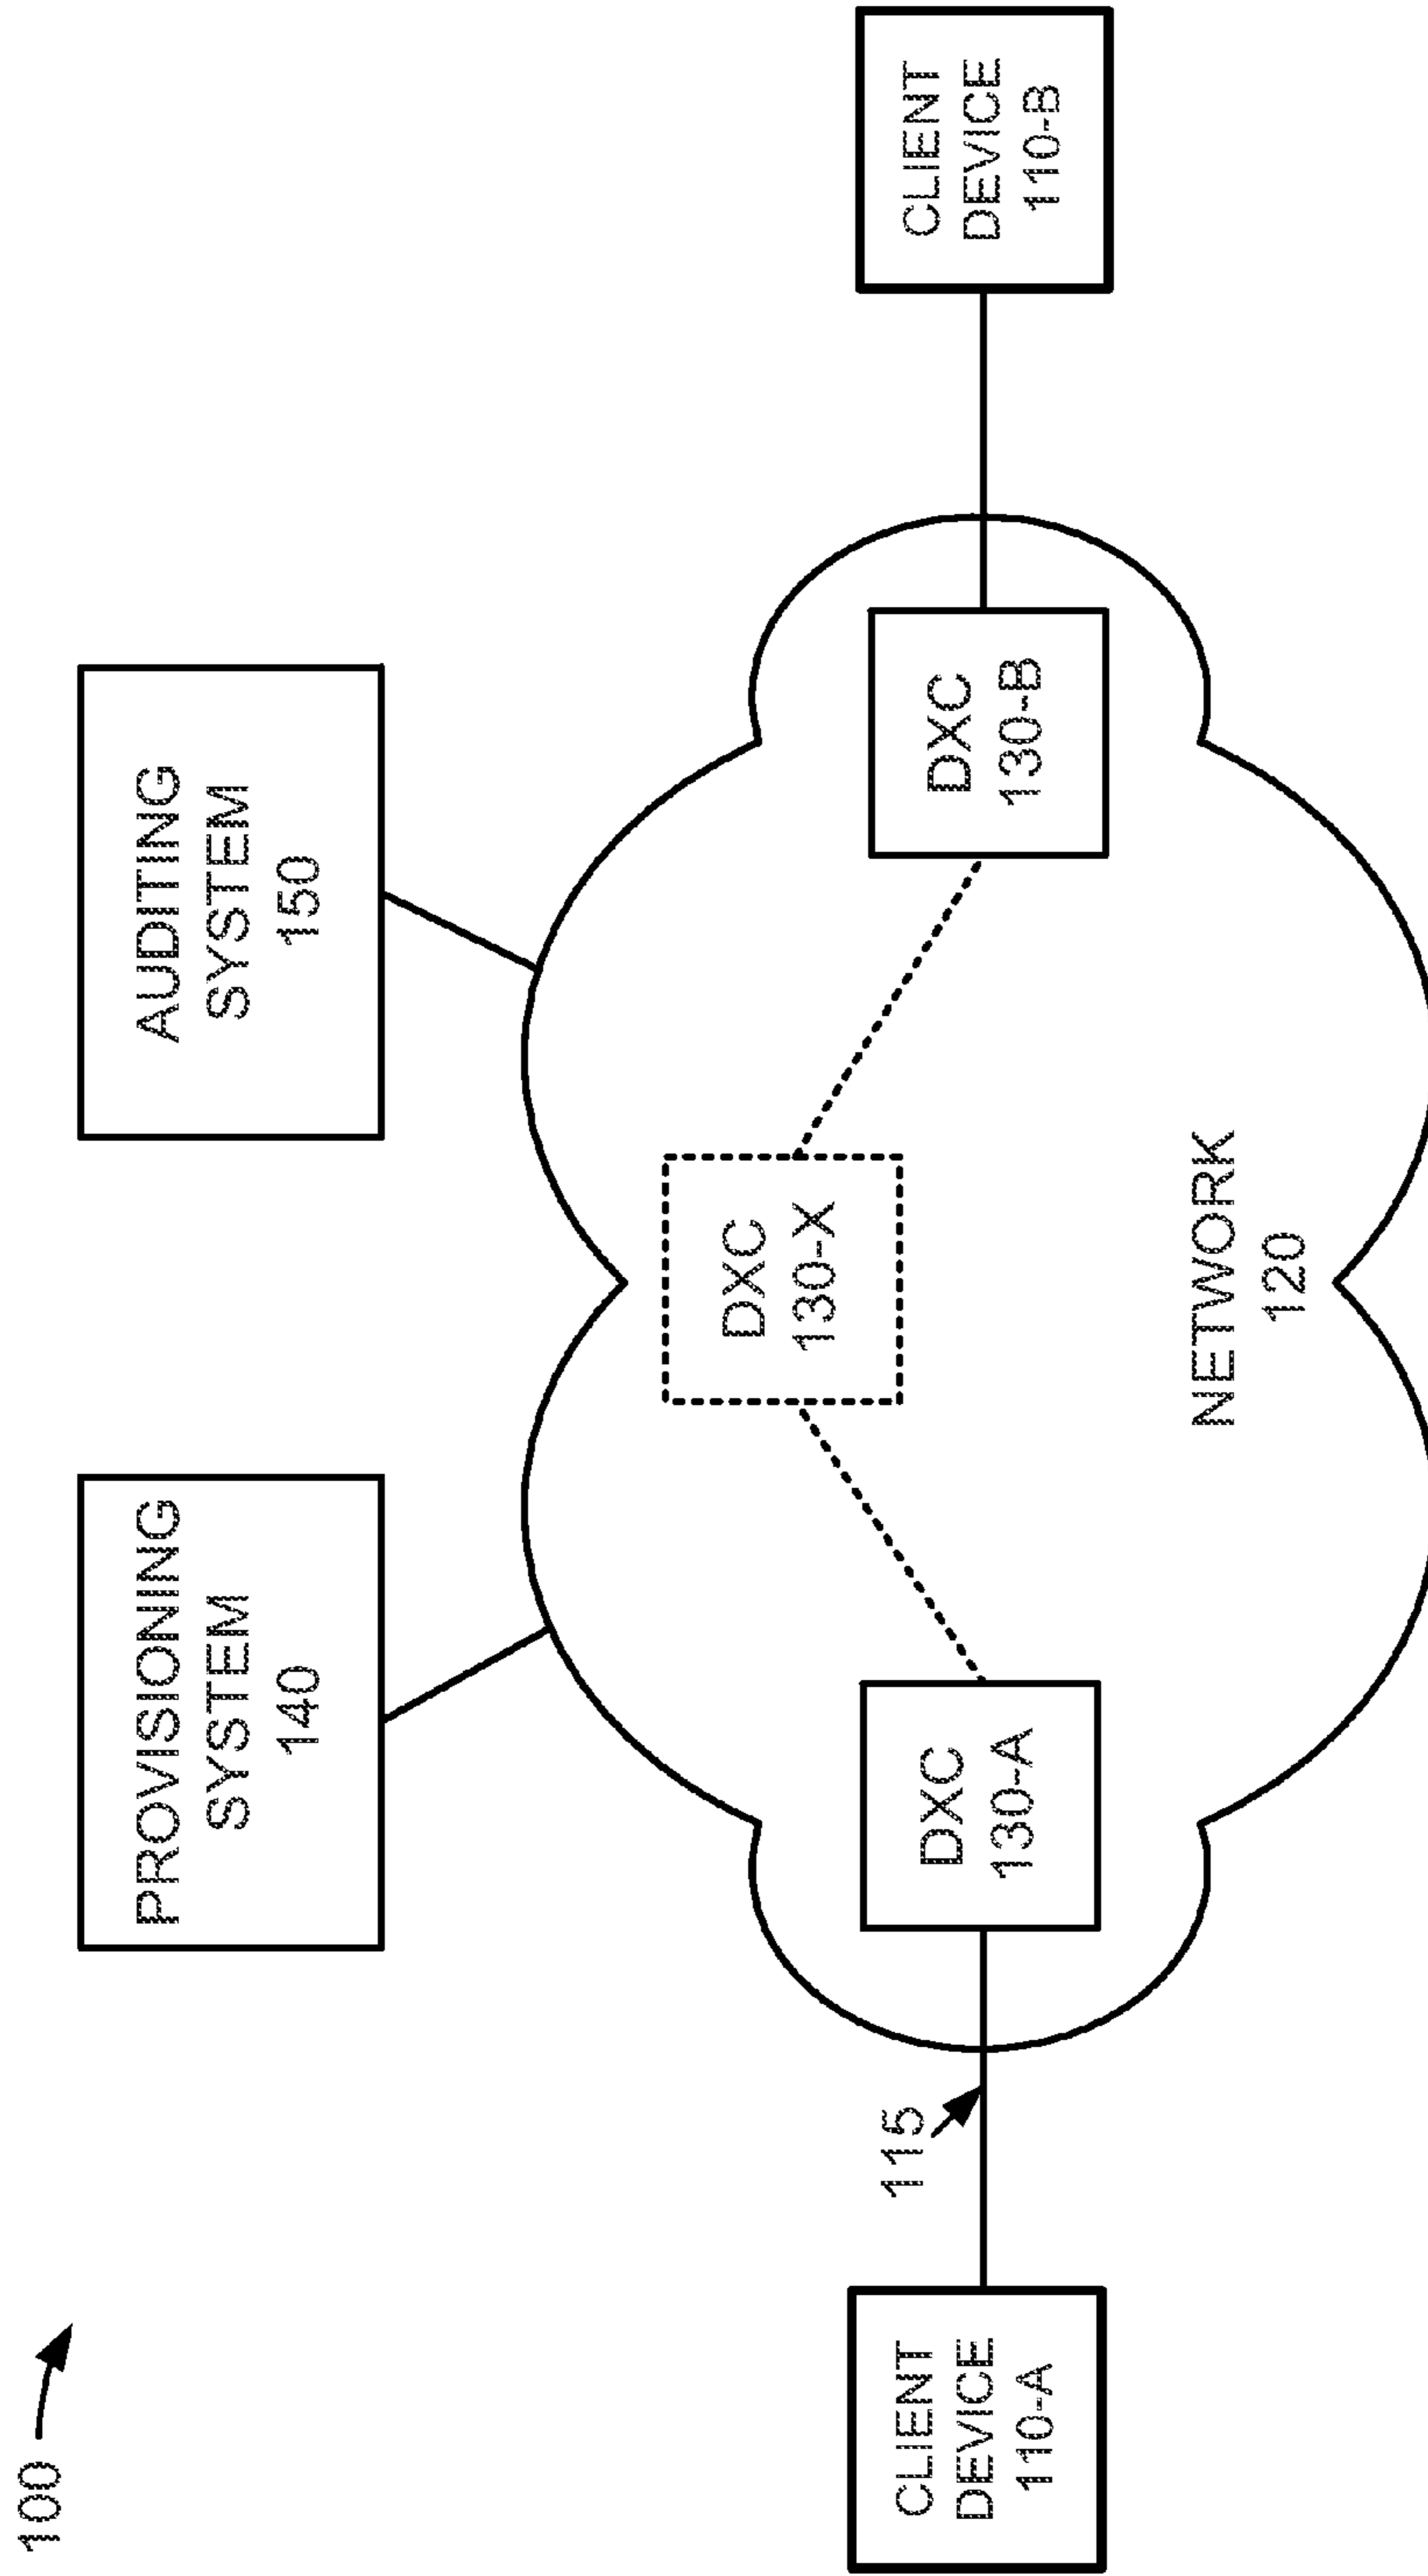 100
PROVISIONING
SYSTEM
140
AUDITING
SYSTEM
150
CLIENT
DEVICE
110-A
115
DXC
130-A
DXC
130-X
DXC
130-B
CLIENT
DEVICE
110-B
NETWORK
120